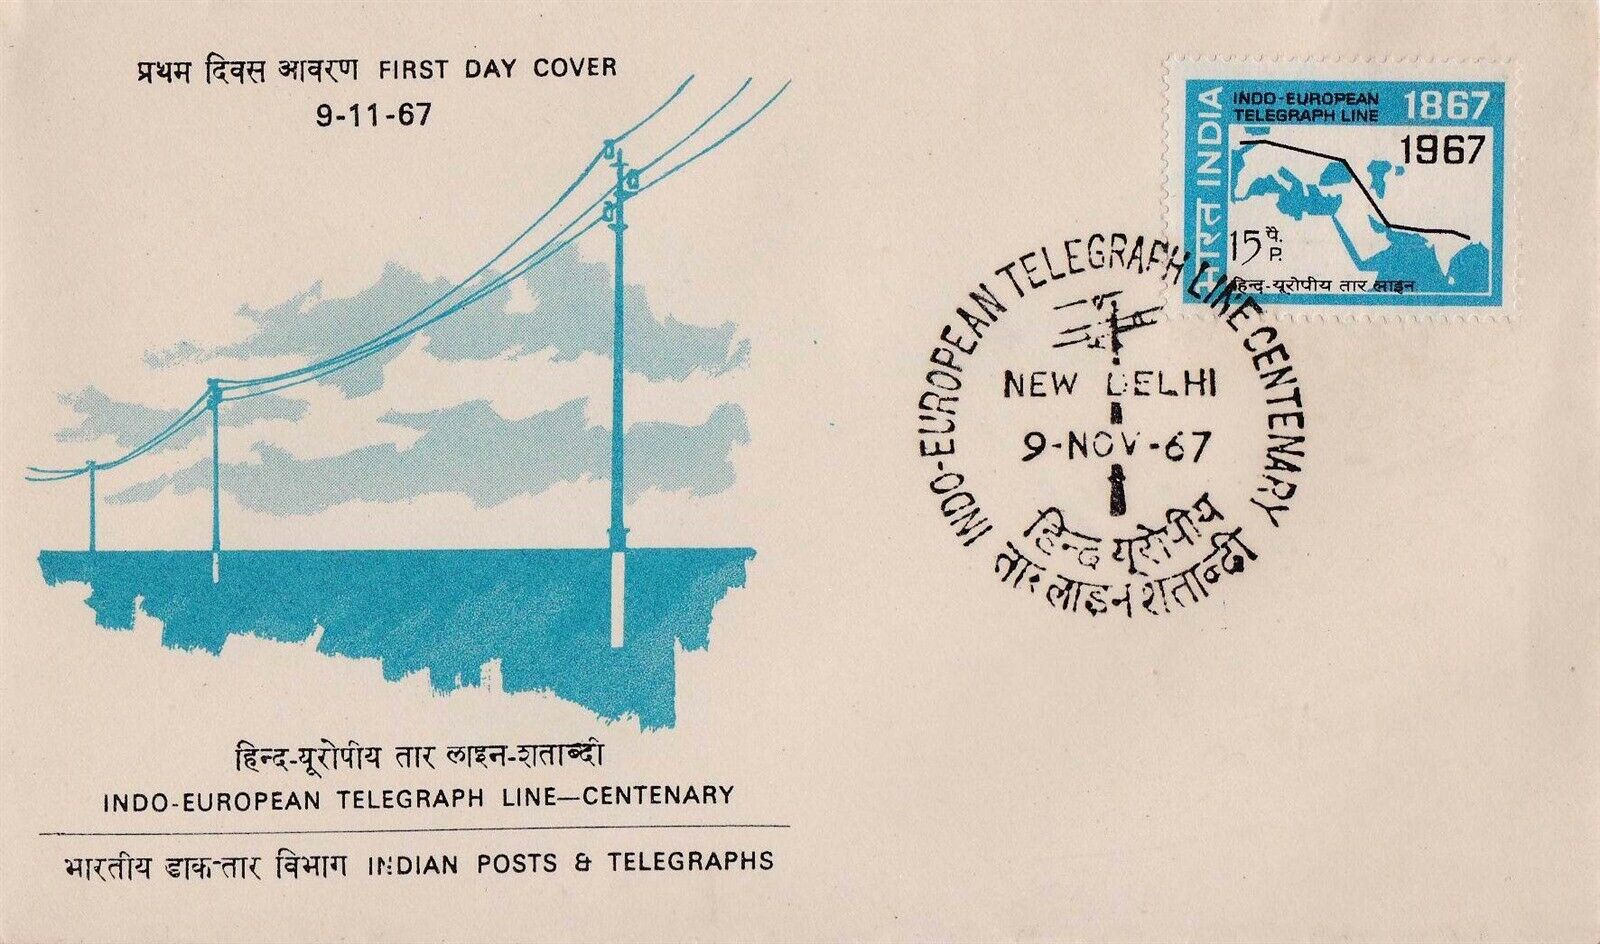 प्रथम दिवस आवरण FIRST DAY COVER
9-11-67
हिन्द-यूरोपीय तार लाइन-शताब्दी
INDO-EUROPEAN TELEGRAPH LINE—CENTENARY
भारतीय डाक-तार विभाग INDIAN POSTS & TELEGRAPHS
भारत INDIA
INDO-EUROPEAN 1867
TELEGRAPH LINE
1967
15 पै.
P.
हिन्द-यूरोपीय तार लाइन
INDO-EUROPEAN TELEGRAPH LINE CENTENARY
NEW DELHI
9-NOV-67
हिन्द यूरोपीय
तार लाइन शताब्दी